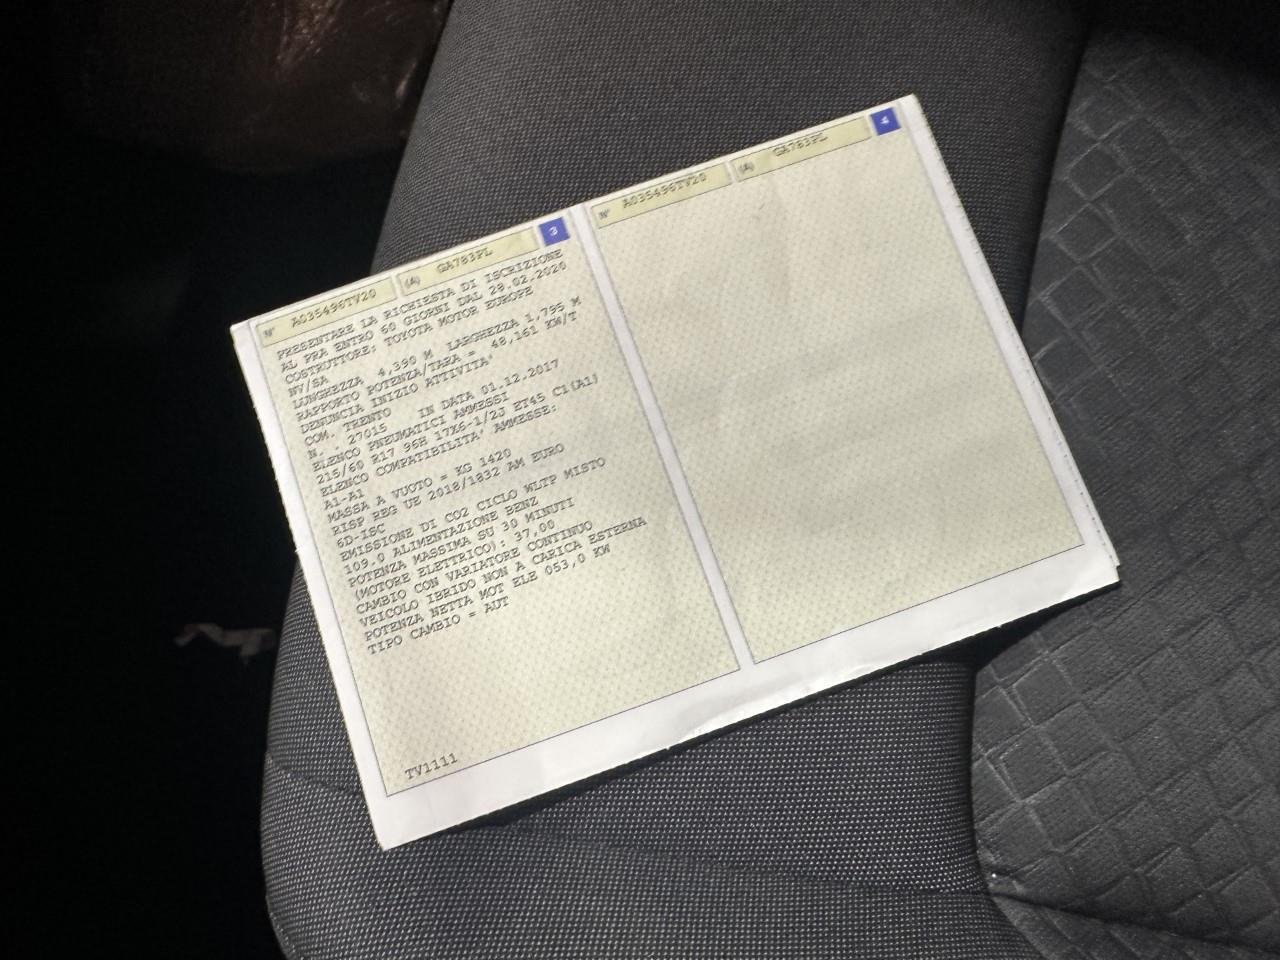 N° A035496TV20 (A) GA783PL 3
PRESENTARE LA RICHIESTA DI ISCRIZIONE
AL PRA ENTRO 60 GIORNI DAL 28.02.2020
COSTRUTTORE: TOYOTA MOTOR EUROPE
NV/SA
LUNGHEZZA 4,390 M LARGHEZZA 1,795 M
RAPPORTO POTENZA/TARA = 48,161 KW/T
DENUNCIA INIZIO ATTIVITA'
COM. TRENTO IN DATA 01.12.2017
N. 27015
ELENCO PNEUMATICI AMMESSI
215/60 R17 96H 17X6-1/2J ET45 C1(A1)
ELENCO COMPATIBILITA' AMMESSE:
A1-A1
MASSA A VUOTO = KG 1420
RISP REG UE 2018/1832 AM EURO
6D-ISC
EMISSIONE DI CO2 CICLO WLTP MISTO
109.0 ALIMENTAZIONE BENZ
POTENZA MASSIMA SU 30 MINUTI
(MOTORE ELETTRICO): 37,00
CAMBIO CON VARIATORE CONTINUO
VEICOLO IBRIDO NON A CARICA ESTERNA
POTENZA NETTA MOT ELE 053,0 KW
TIPO CAMBIO = AUT
TV1111
N° A035496TV20 (A) GA783PL 4